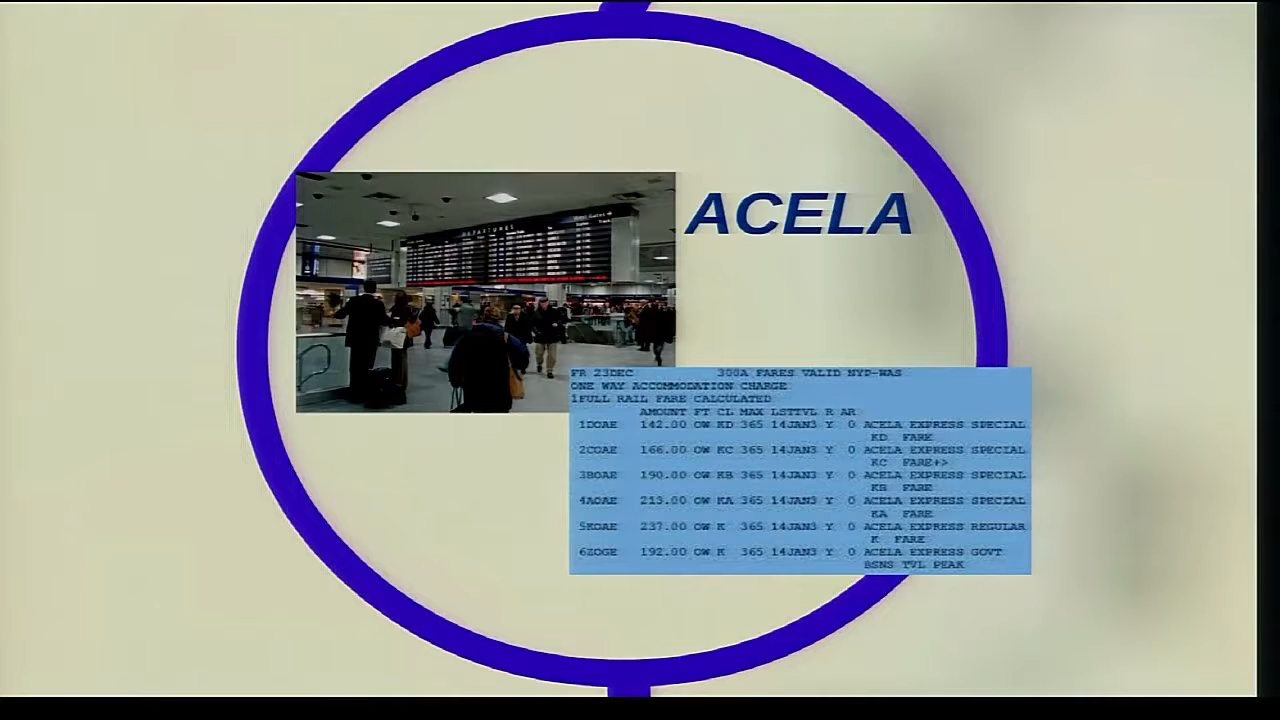 ACELA
DEPARTURES
FR 23DEC 300A FARES VALID NYP-WAS
ONE WAY ACCOMMODATION CHARGE
1FULL RAIL FARE CALCULATED
AMOUNT FT CL MAX LSTTVL R AR
1DOAE 142.00 OW KD 365 14JAN3 Y 0 ACELA EXPRESS SPECIAL
KD FARE
2COAE 166.00 OW KC 365 14JAN3 Y 0 ACELA EXPRESS SPECIAL
KC FARE+>
3BOAE 190.00 OW KB 365 14JAN3 Y 0 ACELA EXPRESS SPECIAL
KB FARE
4AOAE 213.00 OW KA 365 14JAN3 Y 0 ACELA EXPRESS SPECIAL
KA FARE
5KOAE 237.00 OW K 365 14JAN3 Y 0 ACELA EXPRESS REGULAR
K FARE
6ZOGE 192.00 OW K 365 14JAN3 Y 0 ACELA EXPRESS GOVT
BSNS TVL PEAK